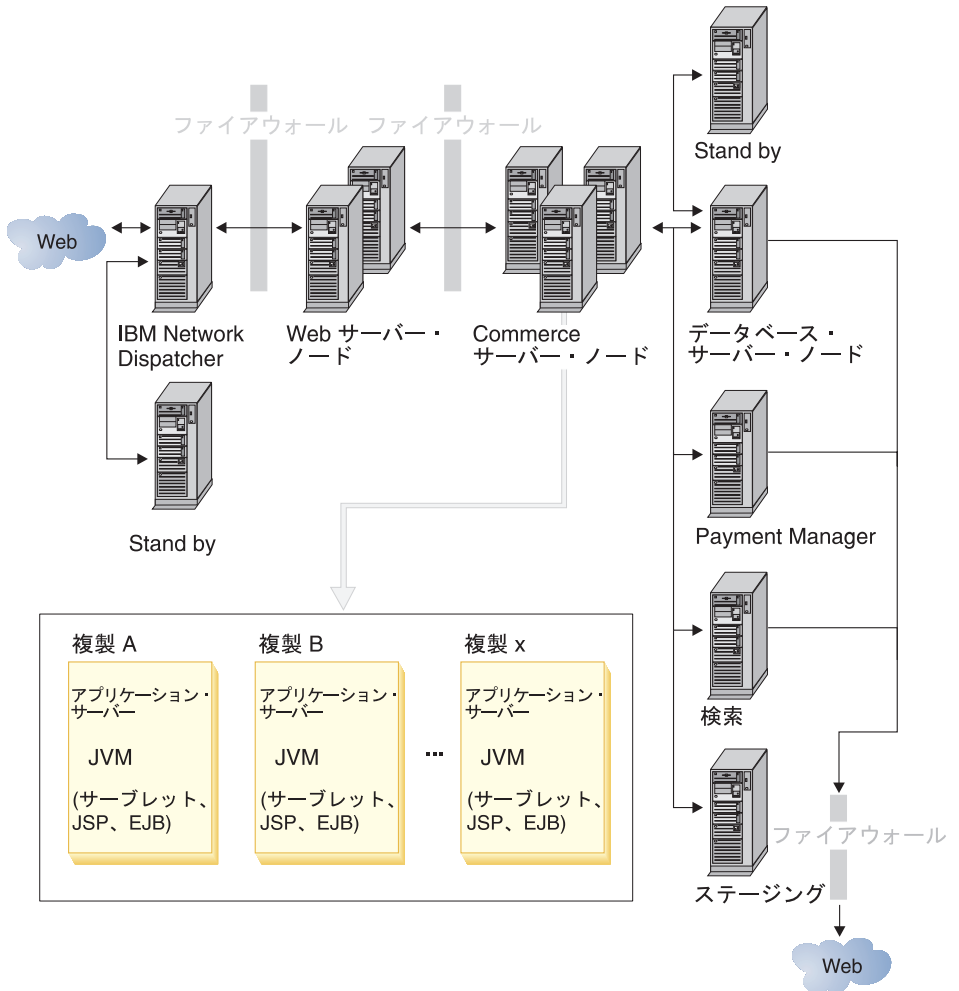 ファイアウォール
ファイアウォール
Stand by
Web
IBM Network
Dispatcher
Web サーバー・
ノード
Commerce
サーバー・ノード
データベース・
サーバー・ノード
Stand by
Payment Manager
複製 A
複製 B
複製 x
アプリケーション・
サーバー
JVM
(サーブレット、
JSP、EJB)
アプリケーション・
サーバー
JVM
(サーブレット、
JSP、EJB)
...
アプリケーション・
サーバー
JVM
(サーブレット、
JSP、EJB)
検索
ステージング
ファイアウォール
Web